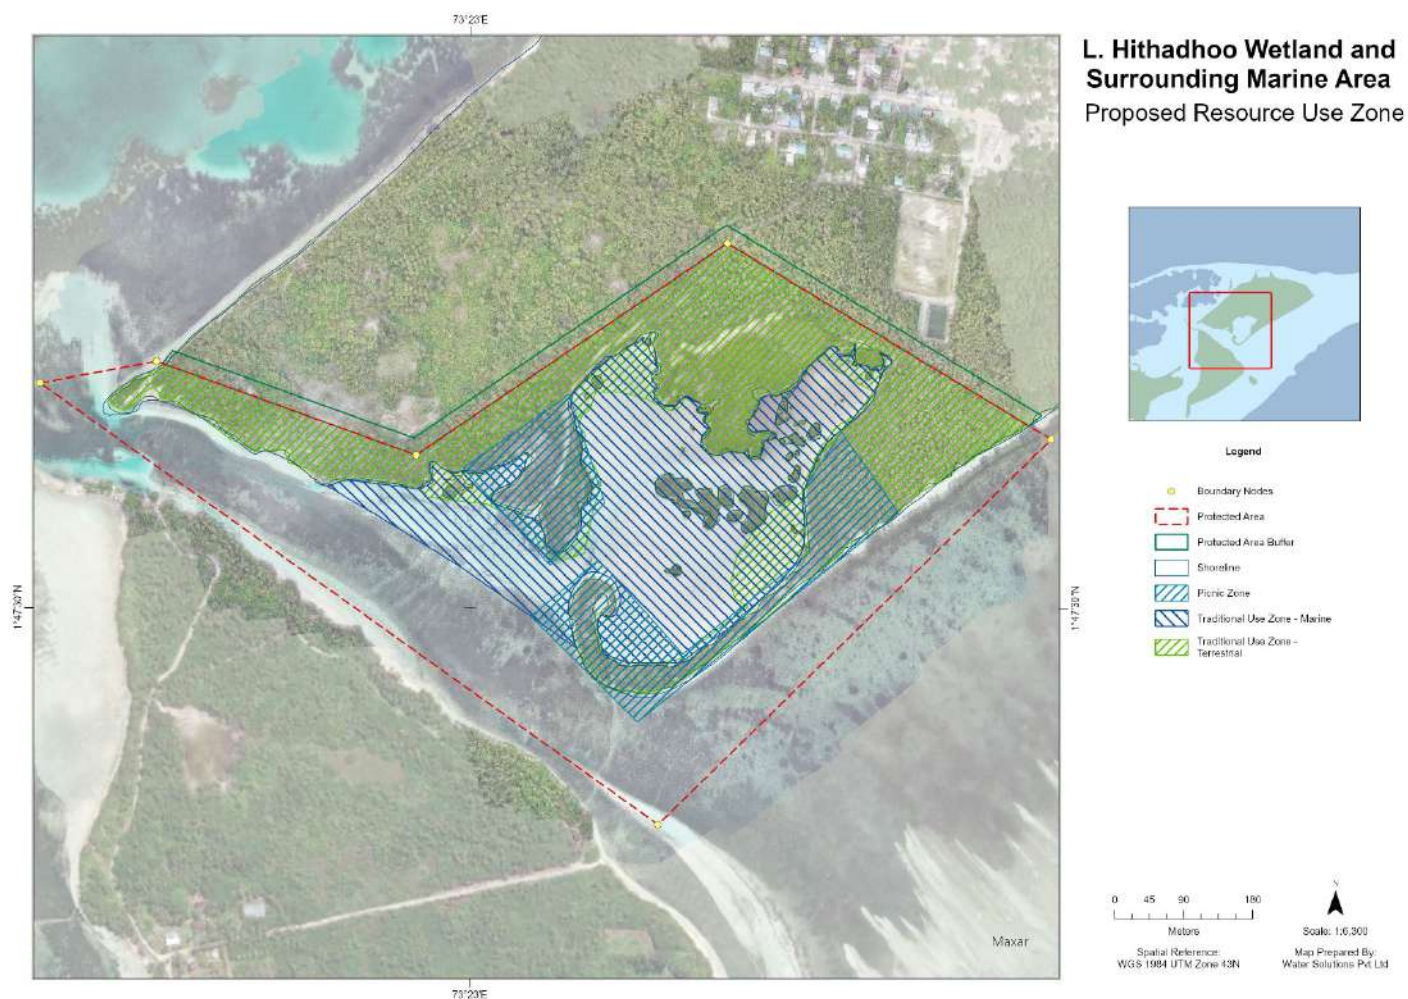 73°23'E
L. Hithadhoo Wetland and
Surrounding Marine Area
Proposed Resource Use Zone
Legend
Boundary Nodes
Protected Area
Protected Area Buffer
Shoreline
Picnic Zone
Traditional Use Zone - Marine
Traditional Use Zone -
Terrestrial
1°47'30"N
1°47'30"N
N
0 45 90 180
Meters
Scale: 1:6,300
Spatial Reference:
WGS 1984 UTM Zone 43N
Map Prepared By:
Water Solutions Pvt Ltd
Maxar
73°23'E